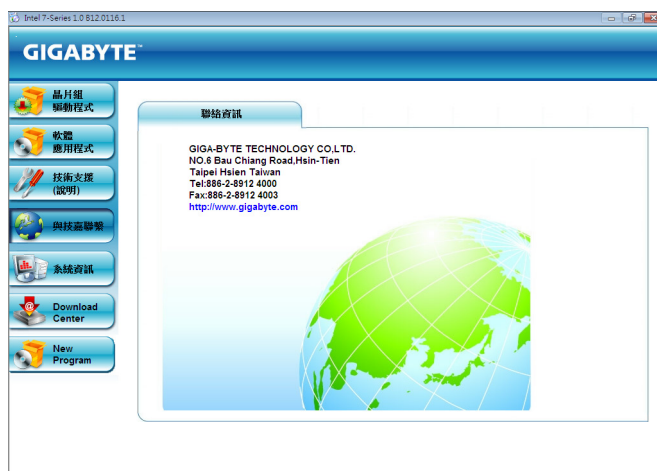 Intel 7-Series 1.0 B12.0116.1
GIGABYTE™
晶片組
驅動程式
軟體
應用程式
技術支援
(說明)
與技嘉聯繫
系統資訊
Download
Center
New
Program
聯絡資訊
GIGA-BYTE TECHNOLOGY CO,LTD.
NO.6 Bau Chiang Road,Hsin-Tien
Taipei Hsien Taiwan
Tel:886-2-8912 4000
Fax:886-2-8912 4003
http://www.gigabyte.com